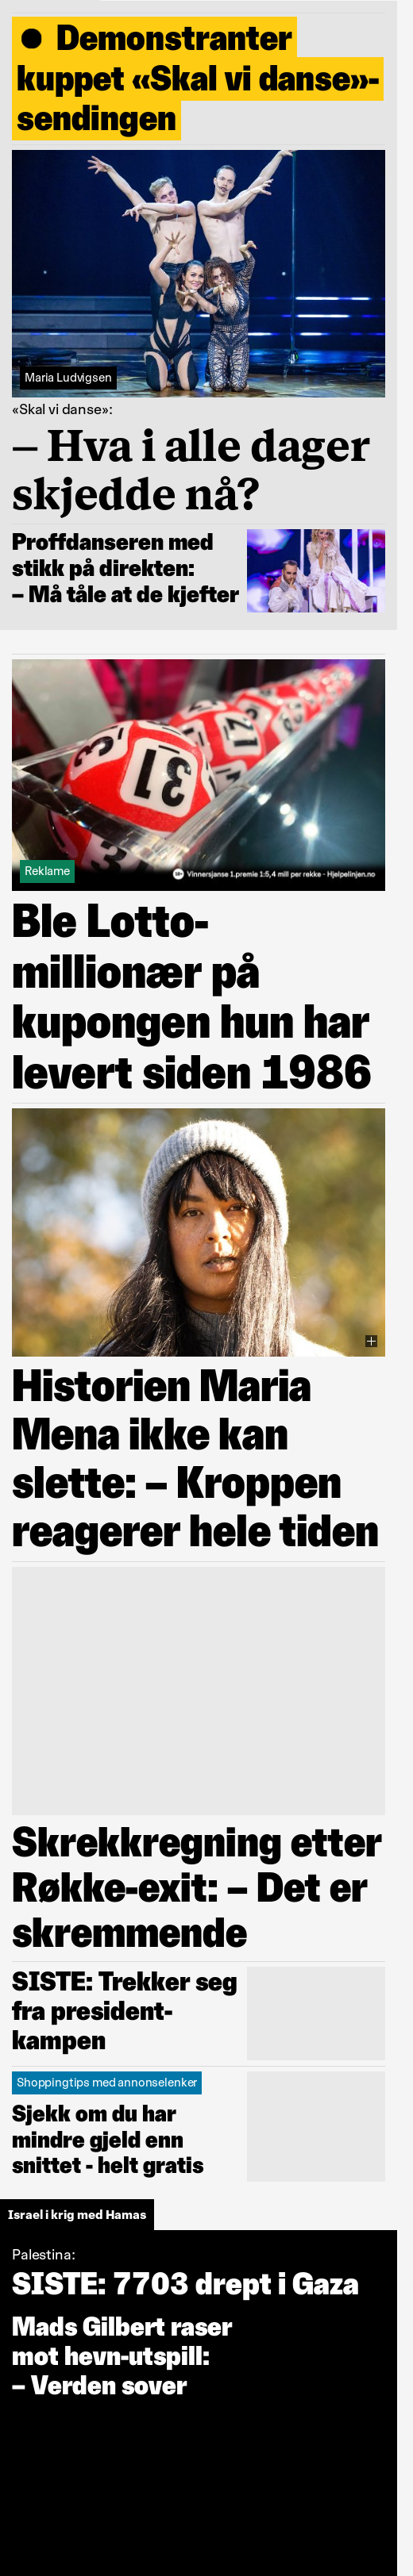 ● Demonstranter
kuppet «Skal vi danse»-
sendingen
Maria Ludvigsen
«Skal vi danse»:
– Hva i alle dager
skjedde nå?
Proffdanseren med
stikk på direkten:
– Må tåle at de kjefter
31
Reklame
18+ Vinnersjanse 1.premie 1:5,4 mill per rekke - Hjelpelinjen.no
Ble Lotto-
millionær på
kupongen hun har
levert siden 1986
Historien Maria
Mena ikke kan
slette: – Kroppen
reagerer hele tiden
Skrekkregning etter
Røkke-exit: – Det er
skremmende
SISTE: Trekker seg
fra president-
kampen
Shoppingtips med annonselenker
Sjekk om du har
mindre gjeld enn
snittet - helt gratis
Israel i krig med Hamas
Palestina:
SISTE: 7703 drept i Gaza
Mads Gilbert raser
mot hevn-utspill:
– Verden sover